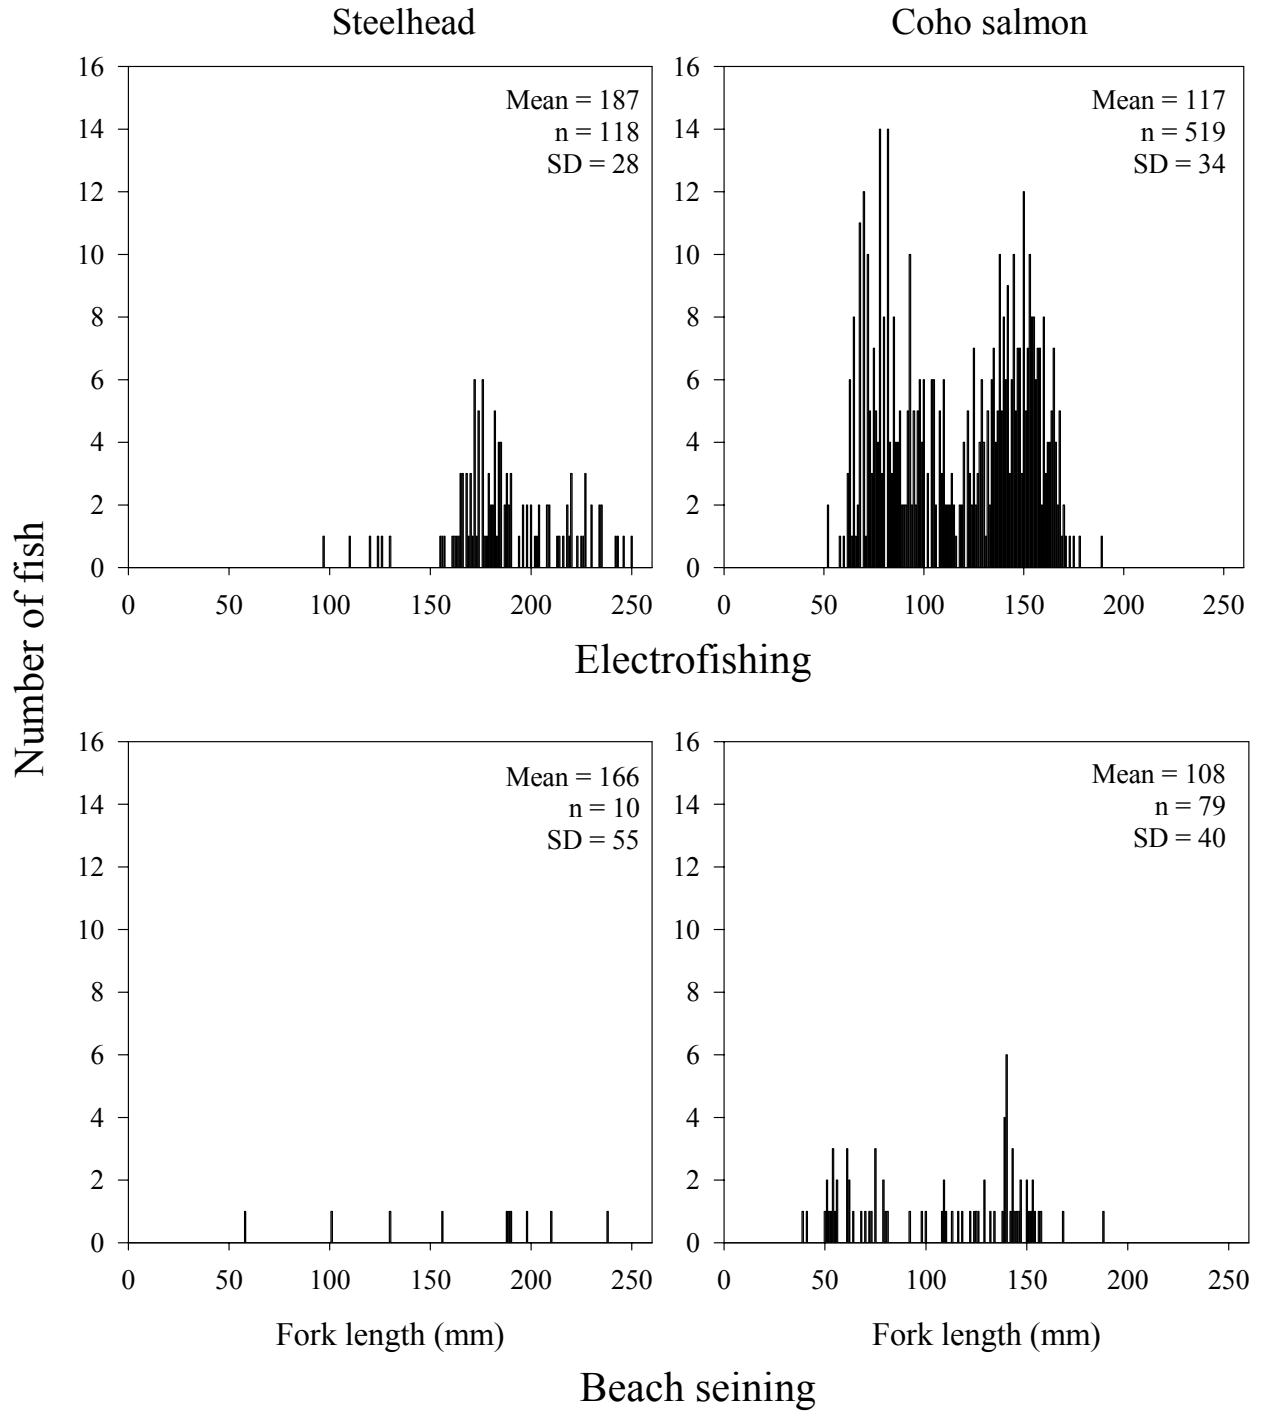 Steelhead
Coho salmon
Number of fish
16
14
12
10
8
6
4
2
0
0 50 100 150 200 250
Mean = 187
n = 118
SD = 28
16
14
12
10
8
6
4
2
0
0 50 100 150 200 250
Mean = 117
n = 519
SD = 34
Electrofishing
16
14
12
10
8
6
4
2
0
0 50 100 150 200 250
Mean = 166
n = 10
SD = 55
Fork length (mm)
16
14
12
10
8
6
4
2
0
0 50 100 150 200 250
Mean = 108
n = 79
SD = 40
Fork length (mm)
Beach seining